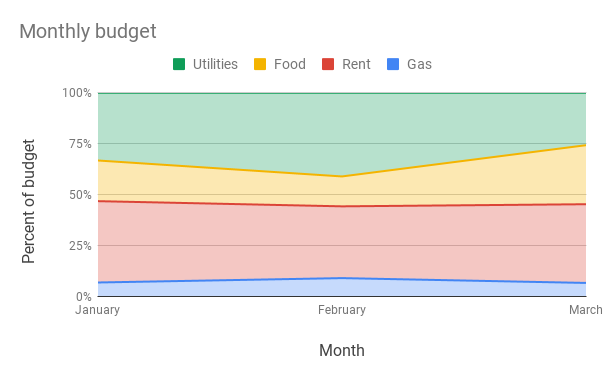 Monthly budget
Utilities Food Rent Gas
100%
75%
50%
25%
0%
Percent of budget
January February March
Month